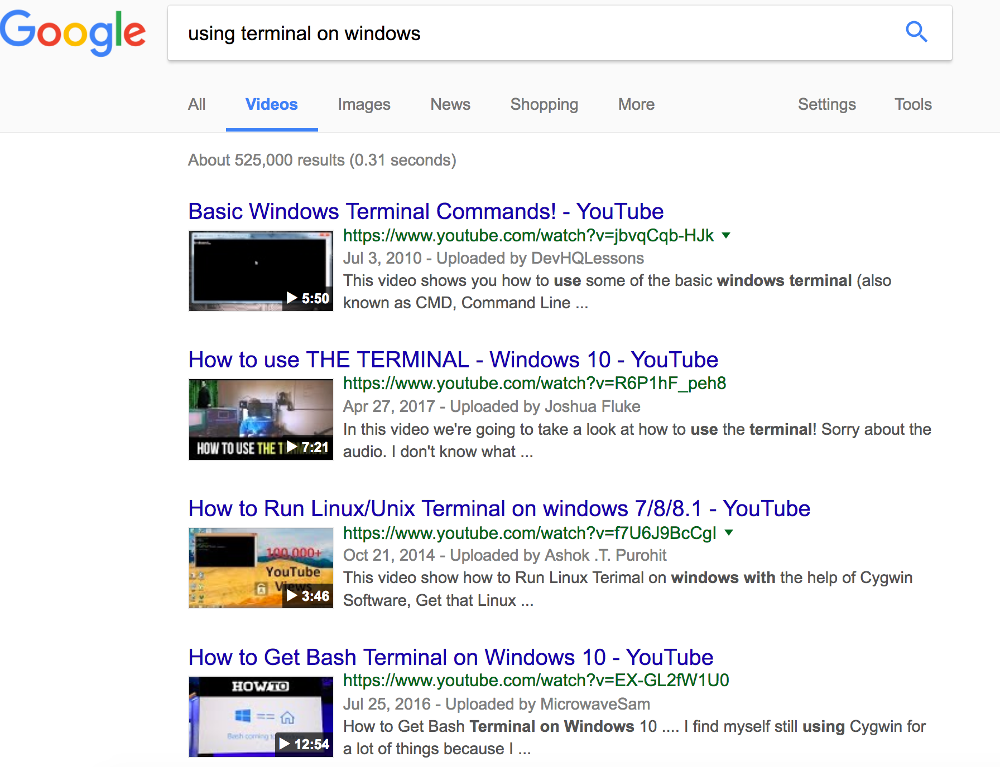 Google
using terminal on windows
All Videos Images News Shopping More Settings Tools
About 525,000 results (0.31 seconds)
Basic Windows Terminal Commands! - YouTube
https://www.youtube.com/watch?v=jbvqCqb-HJk
Jul 3, 2010 - Uploaded by DevHQLessons
This video shows you how to use some of the basic windows terminal (also
known as CMD, Command Line ...
5:50
How to use THE TERMINAL - Windows 10 - YouTube
https://www.youtube.com/watch?v=R6P1hF_peh8
Apr 27, 2017 - Uploaded by Joshua Fluke
In this video we're going to take a look at how to use the terminal! Sorry about the
audio. I don't know what ...
HOW TO USE THE
7:21
How to Run Linux/Unix Terminal on windows 7/8/8.1 - YouTube
https://www.youtube.com/watch?v=f7U6J9BcCgI
Oct 21, 2014 - Uploaded by Ashok .T. Purohit
This video show how to Run Linux Terimal on windows with the help of Cygwin
Software, Get that Linux ...
100,000+
YouTube
Views
3:46
How to Get Bash Terminal on Windows 10 - YouTube
https://www.youtube.com/watch?v=EX-GL2fW1U0
Jul 25, 2016 - Uploaded by MicrowaveSam
How to Get Bash Terminal on Windows 10 .... I find myself still using Cygwin for
a lot of things because I ...
HOW TO
==
Bash coming to
12:54